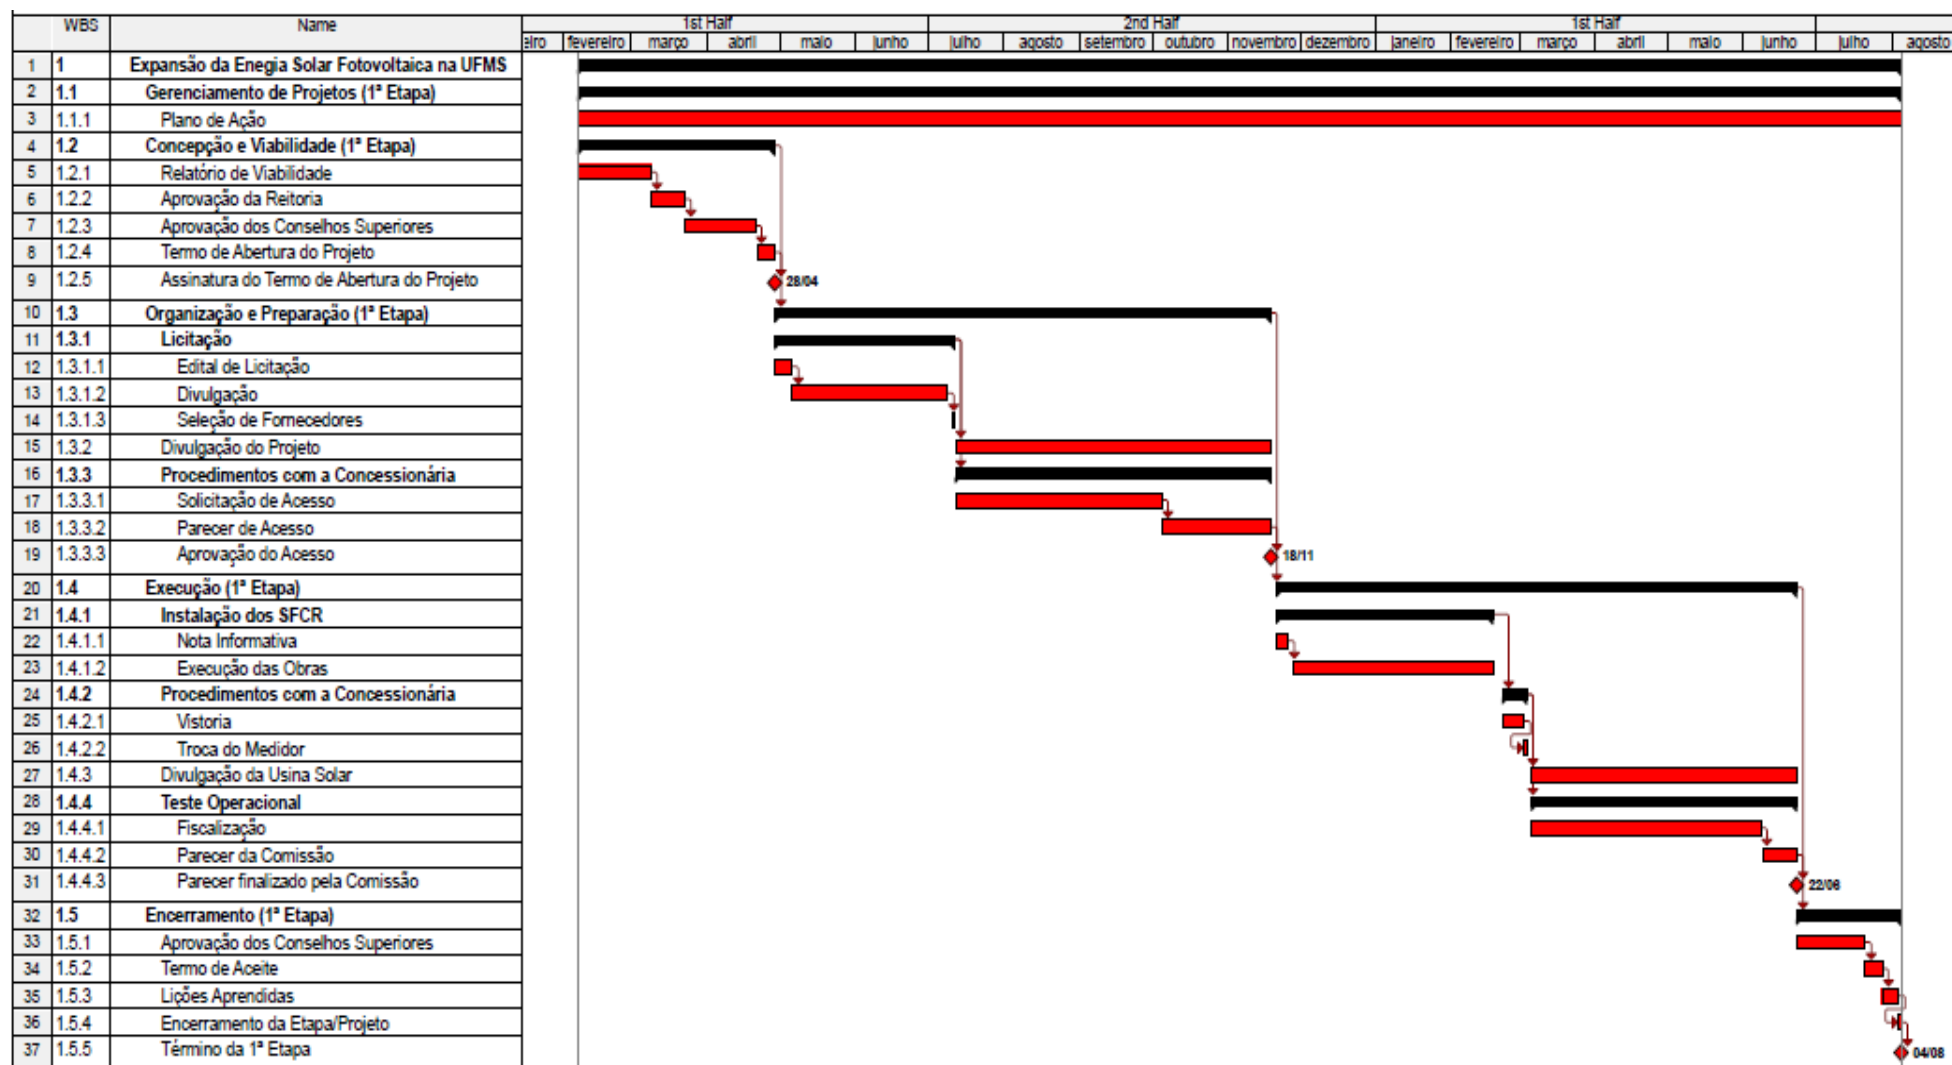 WBS Name 1st Half 2nd Half 1st Half
eiro fevereiro março abril maio junho julho agosto setembro outubro novembro dezembro janeiro fevereiro março abril maio junho julho agosto
1 1 Expansão da Enegia Solar Fotovoltaica na UFMS
2 1.1 Gerenciamento de Projetos (1ª Etapa)
3 1.1.1 Plano de Ação
4 1.2 Concepção e Viabilidade (1ª Etapa)
5 1.2.1 Relatório de Viabilidade
6 1.2.2 Aprovação da Reitoria
7 1.2.3 Aprovação dos Conselhos Superiores
8 1.2.4 Termo de Abertura do Projeto
9 1.2.5 Assinatura do Termo de Abertura do Projeto 28/04
10 1.3 Organização e Preparação (1ª Etapa)
11 1.3.1 Licitação
12 1.3.1.1 Edital de Licitação
13 1.3.1.2 Divulgação
14 1.3.1.3 Seleção de Fornecedores
15 1.3.2 Divulgação do Projeto
16 1.3.3 Procedimentos com a Concessionária
17 1.3.3.1 Solicitação de Acesso
18 1.3.3.2 Parecer de Acesso
19 1.3.3.3 Aprovação do Acesso 18/11
20 1.4 Execução (1ª Etapa)
21 1.4.1 Instalação dos SFCR
22 1.4.1.1 Nota Informativa
23 1.4.1.2 Execução das Obras
24 1.4.2 Procedimentos com a Concessionária
25 1.4.2.1 Vistoria
26 1.4.2.2 Troca do Medidor
27 1.4.3 Divulgação da Usina Solar
28 1.4.4 Teste Operacional
29 1.4.4.1 Fiscalização
30 1.4.4.2 Parecer da Comissão
31 1.4.4.3 Parecer finalizado pela Comissão 22/06
32 1.5 Encerramento (1ª Etapa)
33 1.5.1 Aprovação dos Conselhos Superiores
34 1.5.2 Termo de Aceite
35 1.5.3 Lições Aprendidas
36 1.5.4 Encerramento da Etapa/Projeto
37 1.5.5 Término da 1ª Etapa 04/08